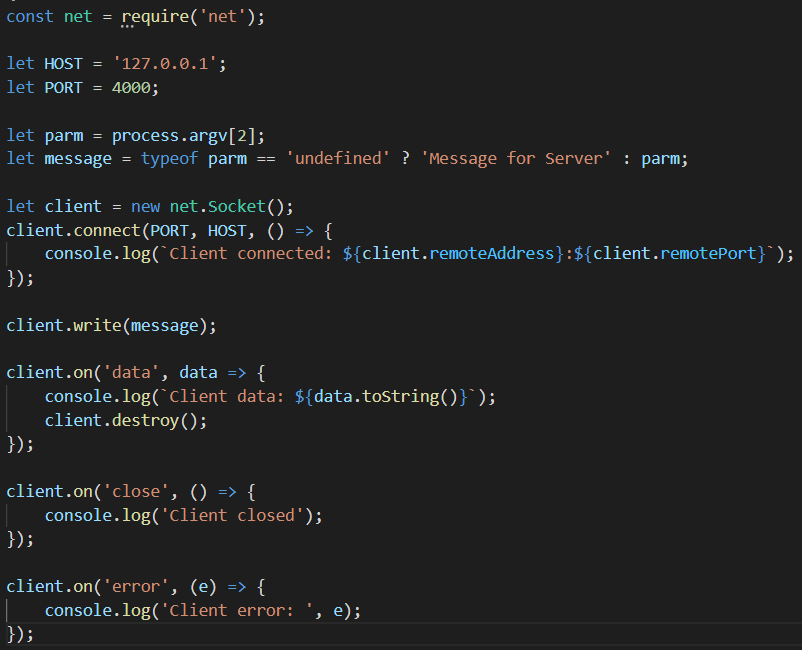 const net = require('net');

let HOST = '127.0.0.1';
let PORT = 4000;

let parm = process.argv[2];
let message = typeof parm == 'undefined' ? 'Message for Server' : parm;

let client = new net.Socket();
client.connect(PORT, HOST, () => {
    console.log(`Client connected: ${client.remoteAddress}:${client.remotePort}`);
});

client.write(message);

client.on('data', data => {
    console.log(`Client data: ${data.toString()}`);
    client.destroy();
});

client.on('close', () => {
    console.log('Client closed');
});

client.on('error', (e) => {
    console.log('Client error: ', e);
});